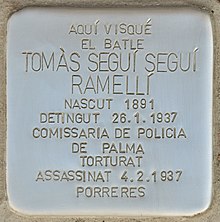 AQUÍ VISQUÉ
EL BATLE
TOMÀS SEGUÍ SEGUÍ
RAMELLÍ
NASCUT 1891
DETINGUT 26.1.1937
COMISSARIA DE POLICIA
DE PALMA
TORTURAT
ASSASSINAT 4.2.1937
PORRERES